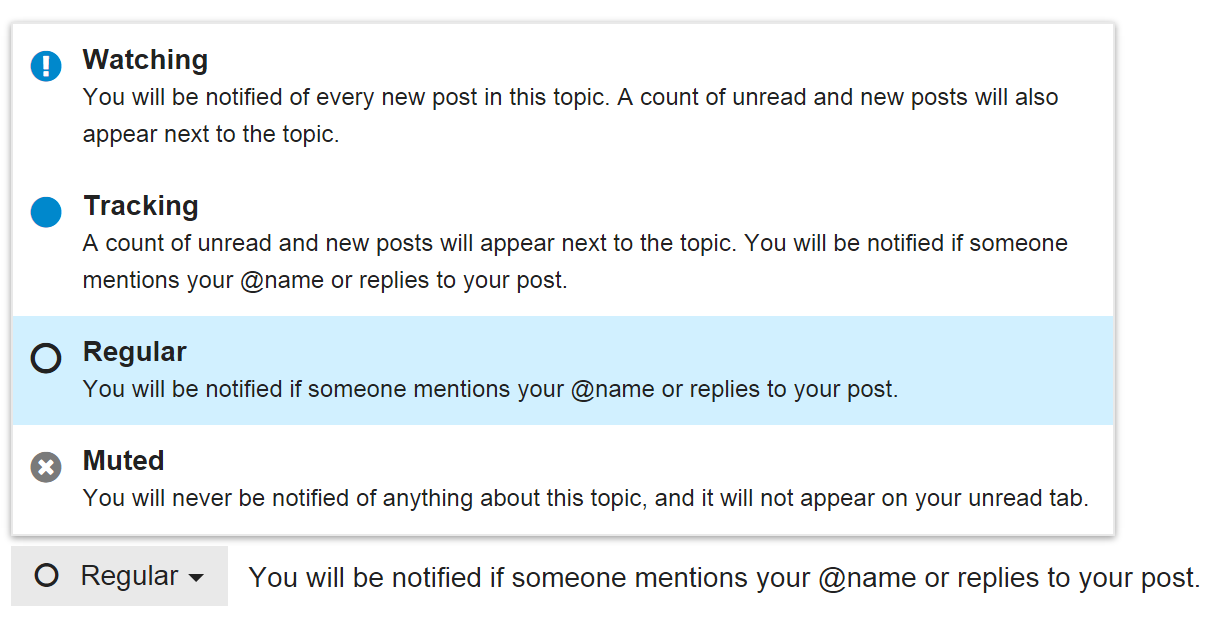 Watching
You will be notified of every new post in this topic. A count of unread and new posts will also
appear next to the topic.
Tracking
A count of unread and new posts will appear next to the topic. You will be notified if someone
mentions your @name or replies to your post.
Regular
You will be notified if someone mentions your @name or replies to your post.
Muted
You will never be notified of anything about this topic, and it will not appear on your unread tab.
Regular You will be notified if someone mentions your @name or replies to your post.